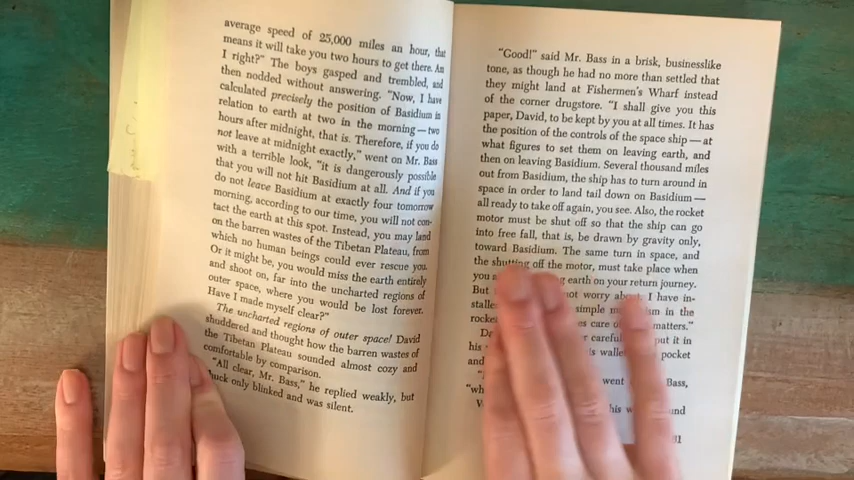 average speed of 25,000 miles an hour, that
means it will take you two hours to get there. Am
I right?" The boys gasped and trembled, and
then nodded without answering. "Now, I have
calculated precisely the position of Basidium in
relation to earth at two in the morning—two
hours after midnight, that is. Therefore, if you do
not leave at midnight exactly," went on Mr. Bass
with a terrible look, "it is dangerously possible
that you will not hit Basidium at all. And if you
do not leave Basidium at exactly four tomorrow
morning, according to our time, you will not con-
tact the earth at this spot. Instead, you may land
on the barren wastes of the Tibetan Plateau, from
which no human beings could ever rescue you.
Or it might be, you would miss the earth entirely
and shoot on, far into the uncharted regions of
outer space, where you would be lost forever.
Have I made myself clear?"
The uncharted regions of outer space! David
shuddered and thought how the barren wastes of
the Tibetan Plateau sounded almost cozy and
comfortable by comparison.
"All clear, Mr. Bass," he replied weakly, but
Chuck only blinked and was silent.
"Good!" said Mr. Bass in a brisk, businesslike
tone, as though he had no more than settled that
they might land at Fishermen's Wharf instead
of the corner drugstore. "I shall give you this
paper, David, to be kept by you at all times. It has
the position of the controls of the space ship—at
what figures to set them on leaving earth, and
then on leaving Basidium. Several thousand miles
out from Basidium, the ship has to turn around in
space in order to land tail down on Basidium—
all ready to take off again, you see. Also, the rocket
motor must be shut off so that the ship can go
into free fall, that is, be drawn by gravity only,
toward Basidium. The same turn in space, and
the shutting off the motor, must take place when
you earth on your return journey.
But not worry about I have in-
simple in the
es care matters."
careful put it in
his is wallet pocket
and
went Bass,
"wh
his und